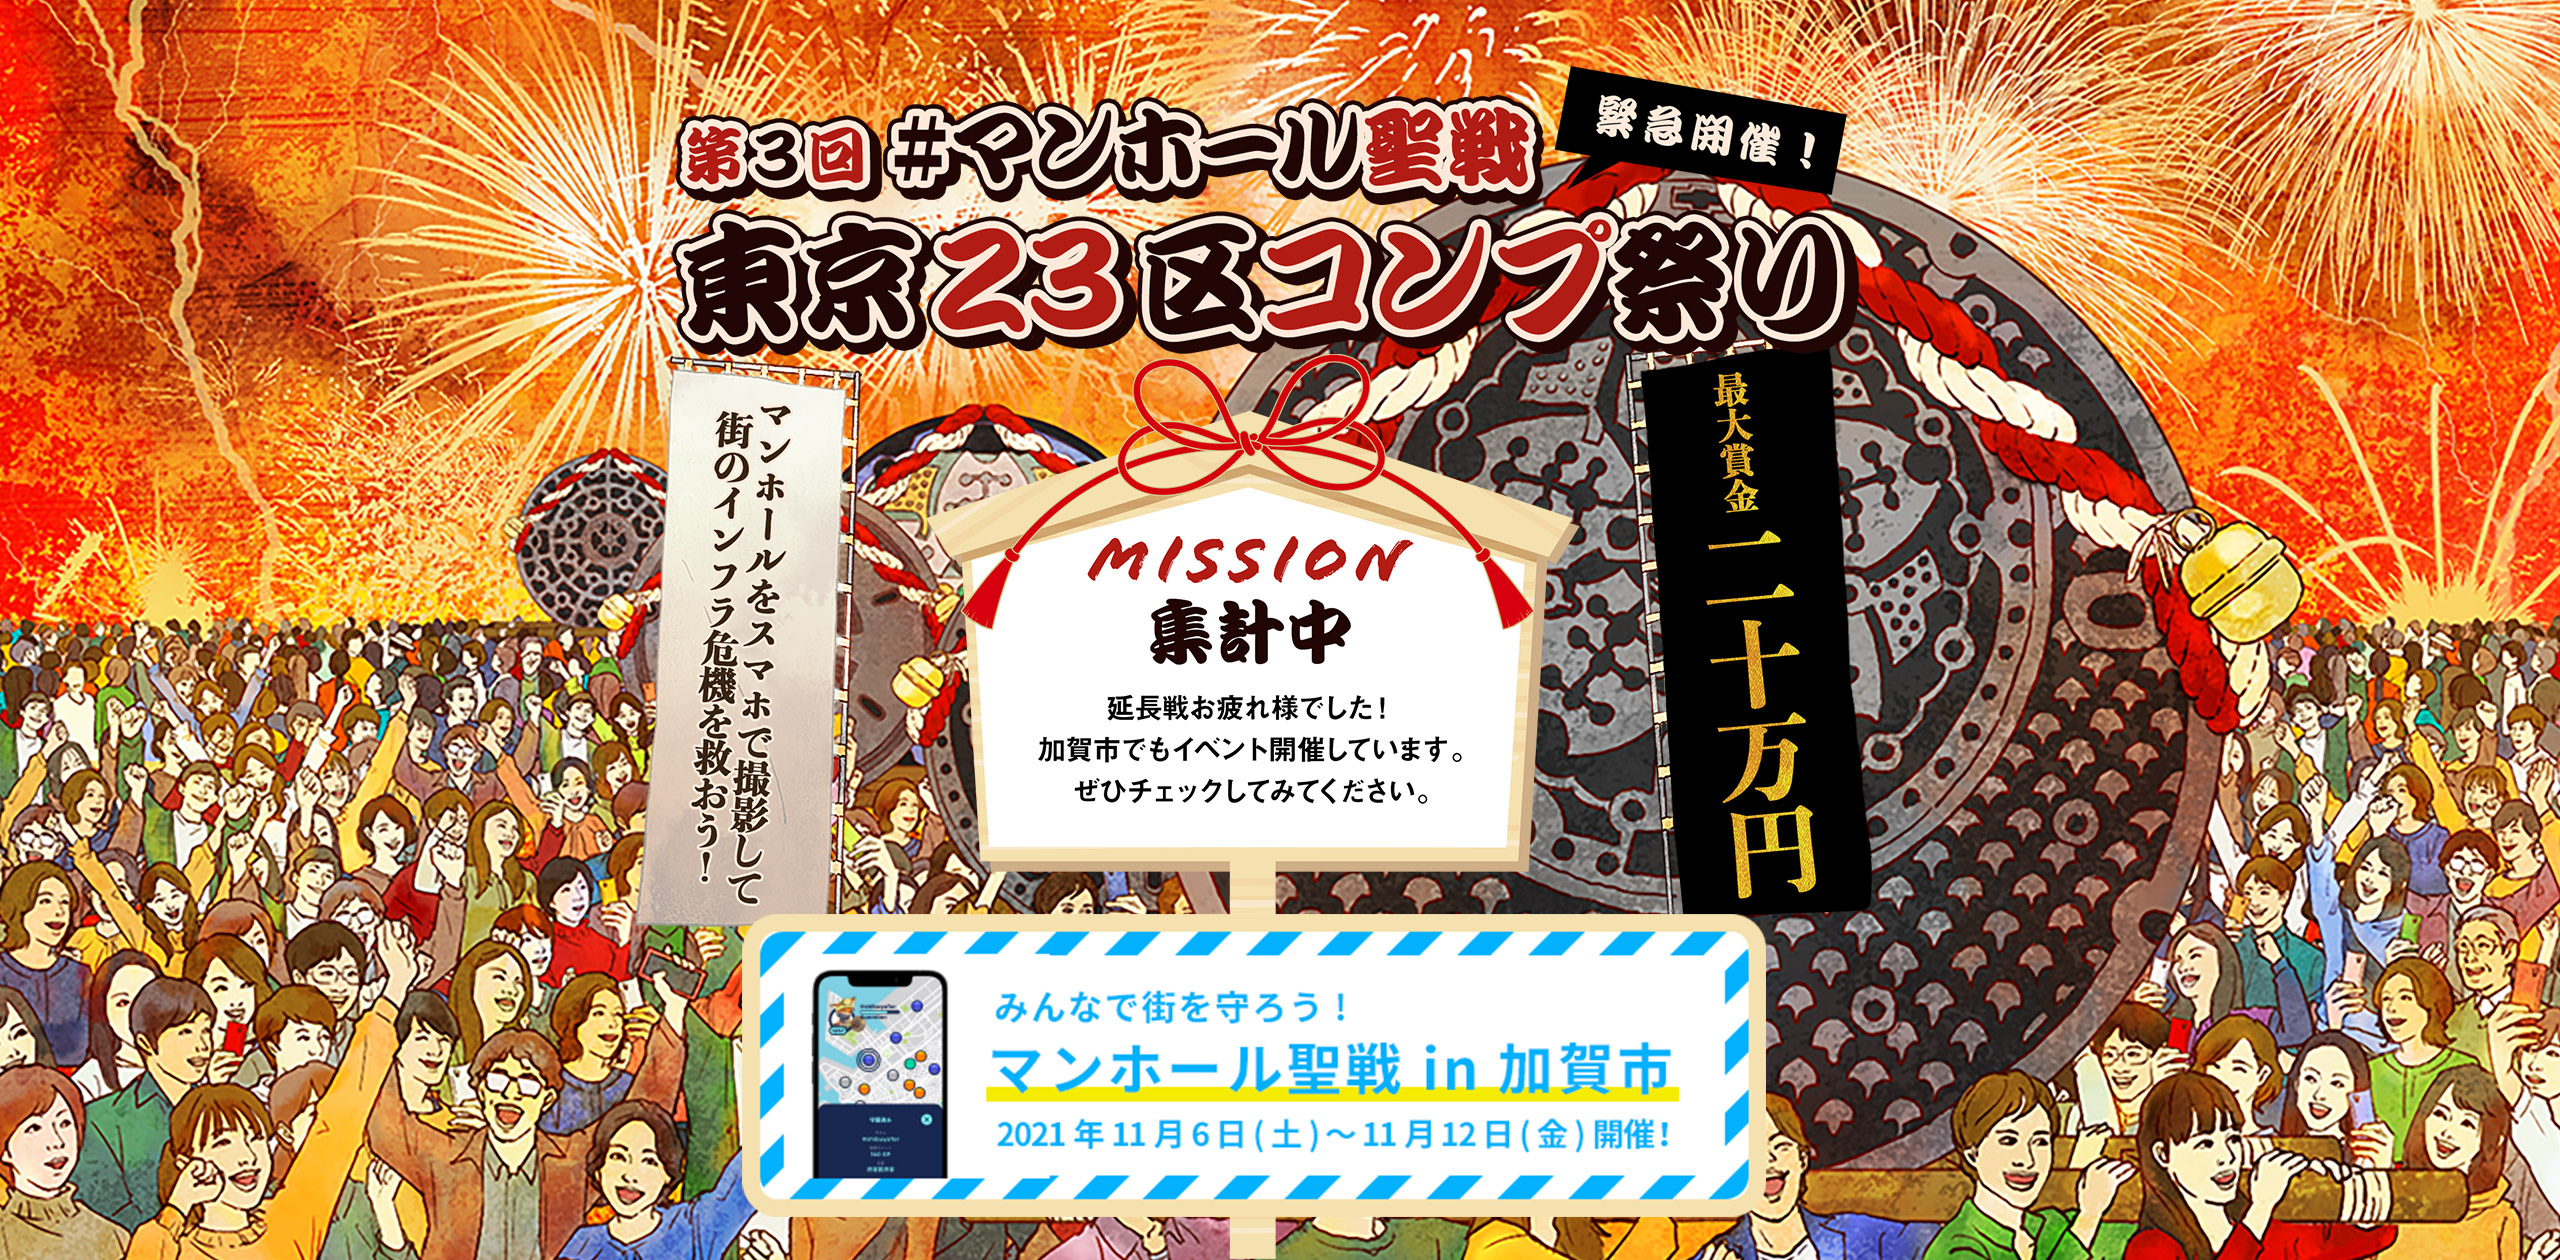 緊急開催！
第3回 #マンホール聖戦
東京23区コンプ祭り
マンホールをスマホで撮影して
街のインフラ危機を救おう！
最大賞金 二十万円
MISSION
集計中
延長戦お疲れ様でした！
加賀市でもイベント開催しています。
ぜひチェックしてみてください。
みんなで街を守ろう！
マンホール聖戦 in 加賀市
2021年11月6日(土)〜11月12日(金)開催！